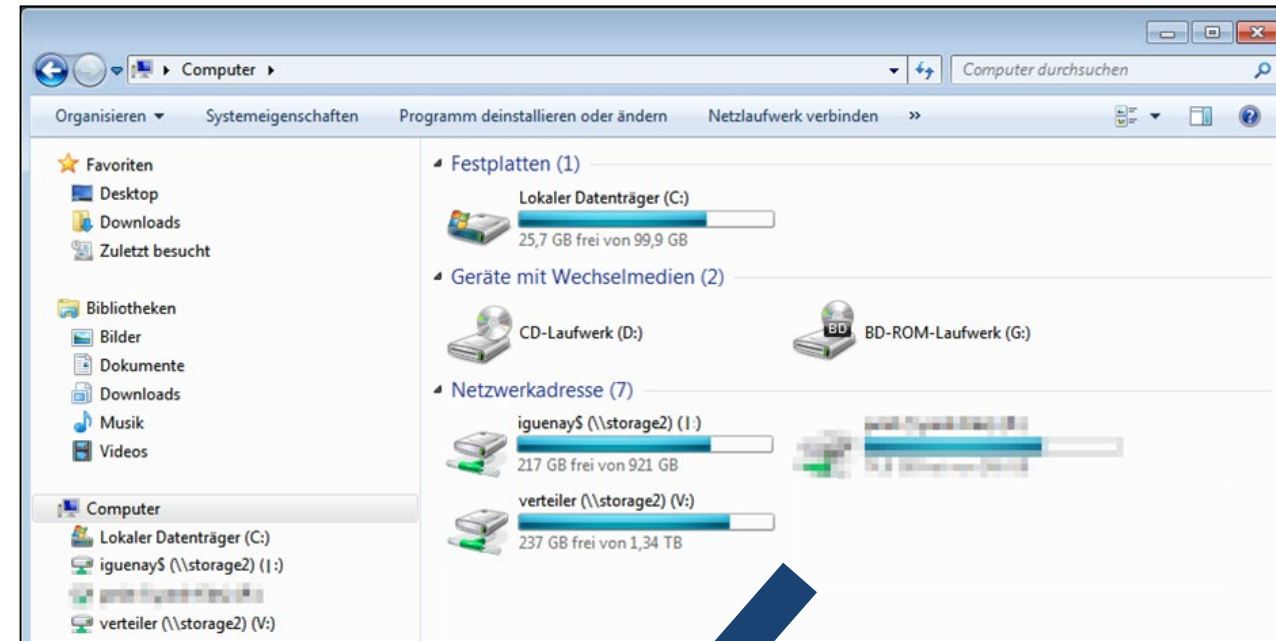 Computer
Computer durchsuchen
Organisieren
Systemeigenschaften
Programm deinstallieren oder ändern
Netzlaufwerk verbinden
»
Favoriten
Desktop
Downloads
Zuletzt besucht
Bibliotheken
Bilder
Dokumente
Downloads
Musik
Videos
Computer
Lokaler Datenträger (C:)
iguenay$ (\\storage2) (I:)
verteiler (\\storage2) (V:)
Festplatten (1)
Lokaler Datenträger (C:)
25,7 GB frei von 99,9 GB
Geräte mit Wechselmedien (2)
CD-Laufwerk (D:)
BD
BD-ROM-Laufwerk (G:)
Netzwerkadresse (7)
iguenay$ (\\storage2) (I:)
217 GB frei von 921 GB
verteiler (\\storage2) (V:)
237 GB frei von 1,34 TB